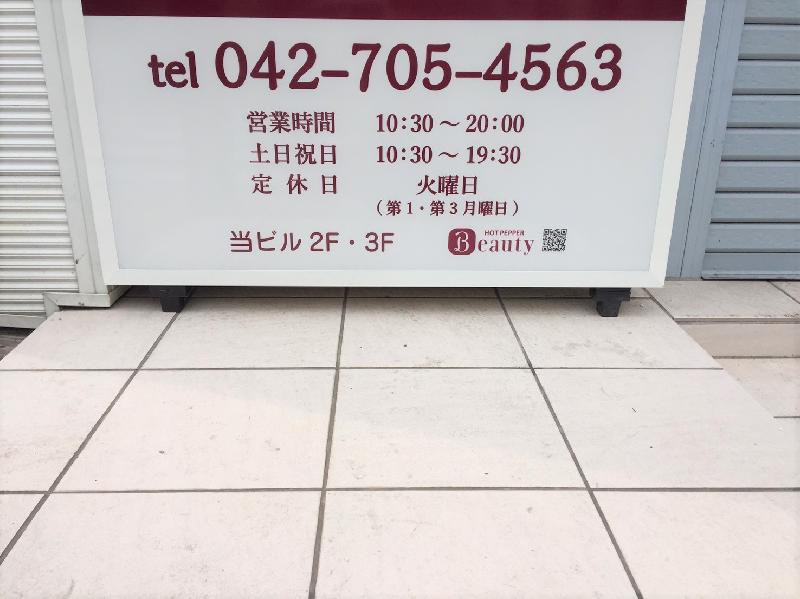 tel 042-705-4563
営業時間 10:30～20:00
土日祝日 10:30～19:30
定休日 火曜日
(第1・第3月曜日)
当ビル 2F・3F HOT PEPPER Beauty